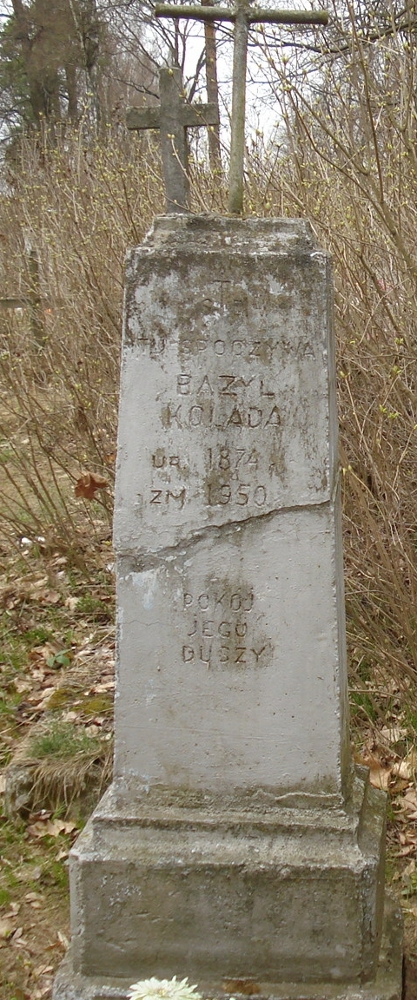 TU SPOCZYWA
BAZYL
KOLADA
UR. 1874
ZM. 1950
POKÓJ
JEGO
DUSZY